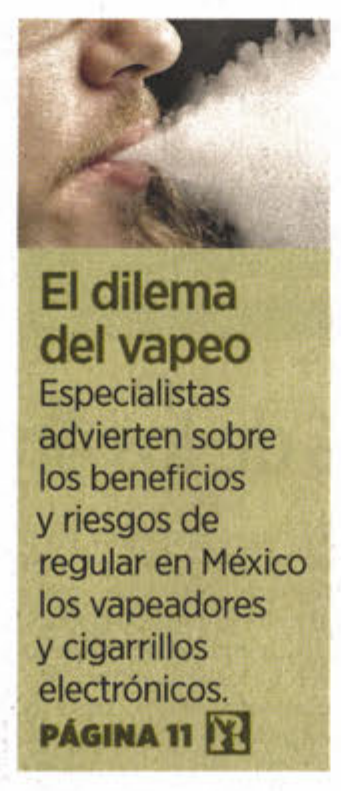 El dilema
del vapeo
Especialistas
advierten sobre
los beneficios
y riesgos de
regular en México
los vapeadores
y cigarrillos
electrónicos.
PÁGINA 11